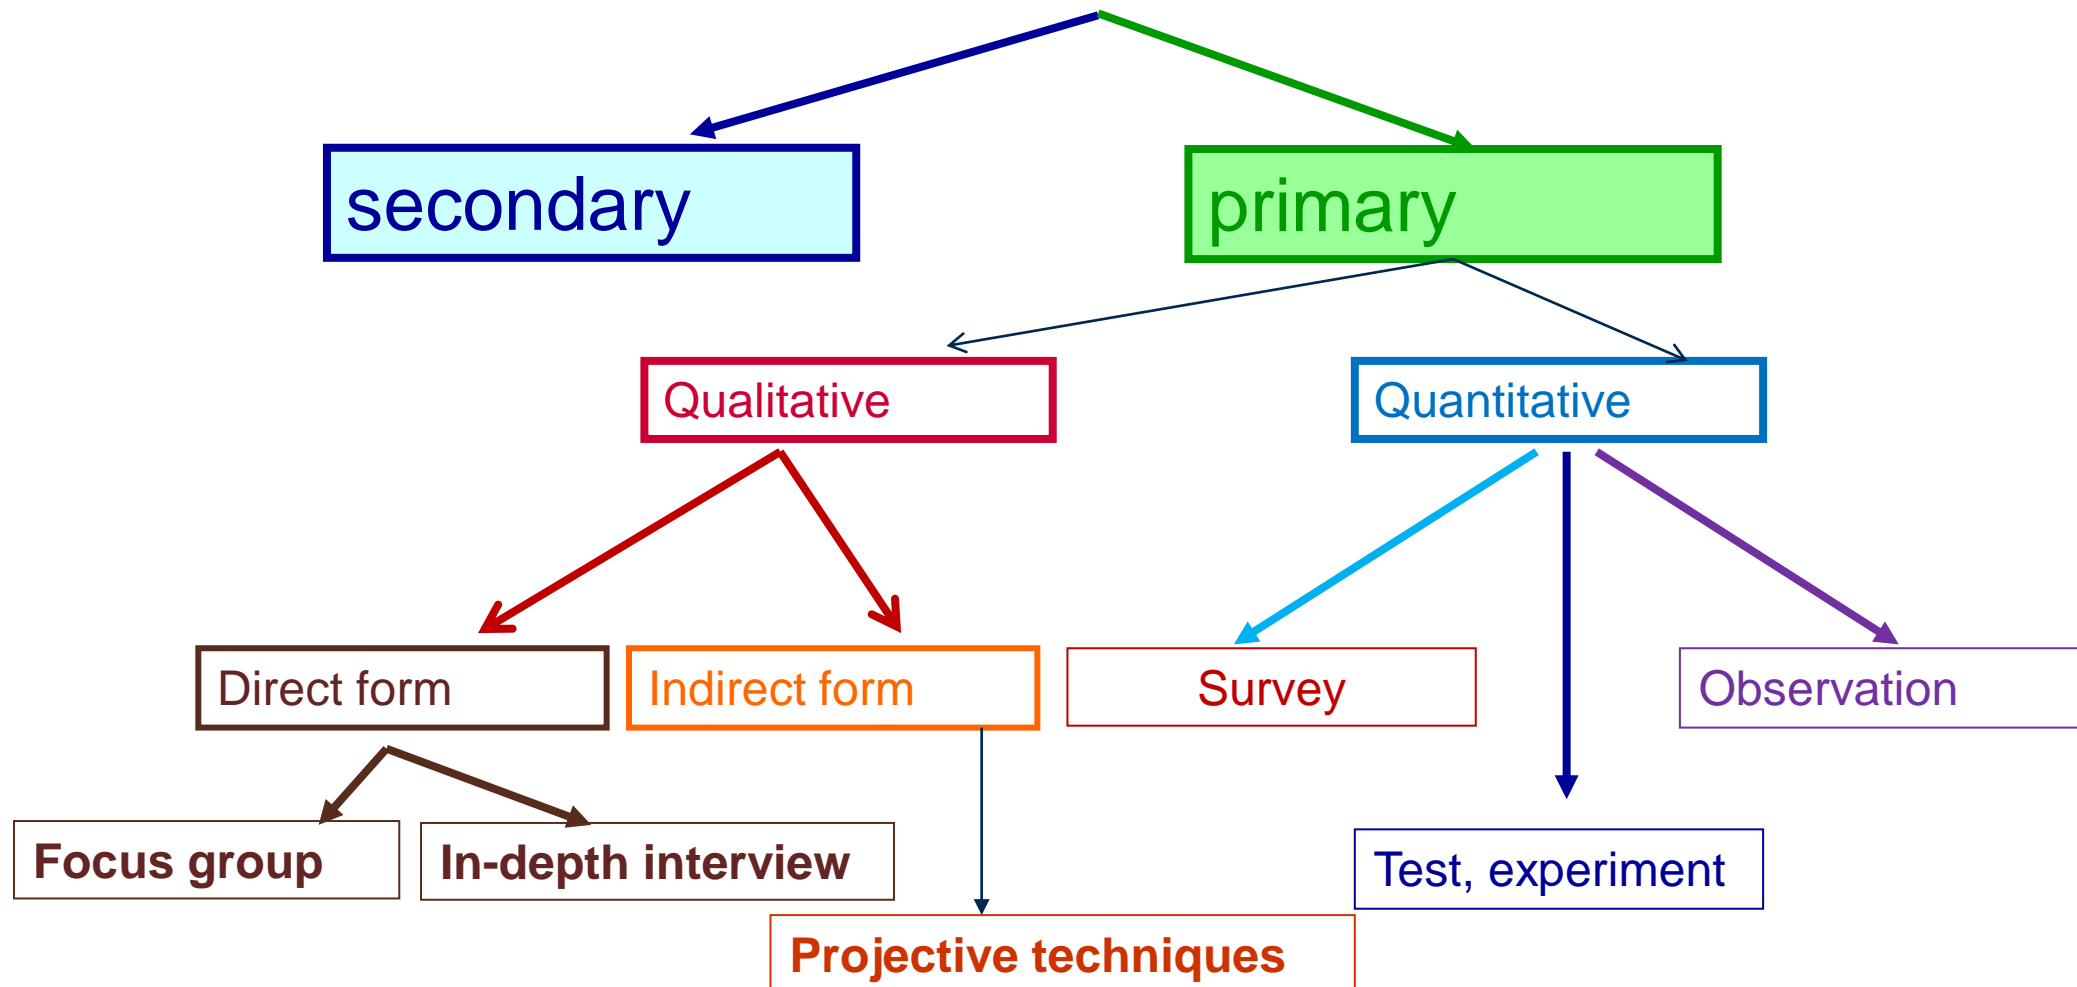 secondary
primary
Qualitative
Quantitative
Direct form
Indirect form
Survey
Observation
Focus group
In-depth interview
Test, experiment
Projective techniques